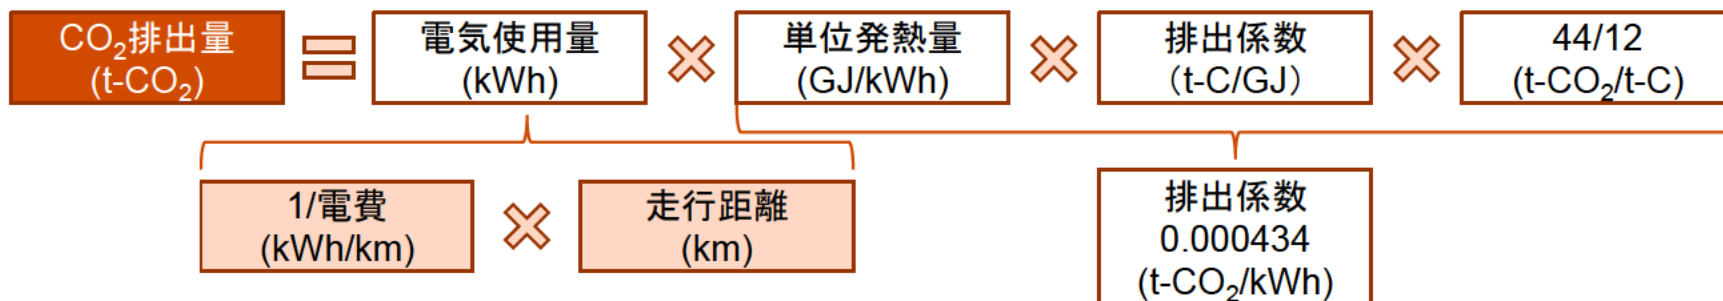 CO₂排出量
(t-CO₂)
電気使用量
(kWh)
単位発熱量
(GJ/kWh)
排出係数
(t-C/GJ)
44/12
(t-CO₂/t-C)
1/電費
(kWh/km)
走行距離
(km)
排出係数
0.000434
(t-CO₂/kWh)